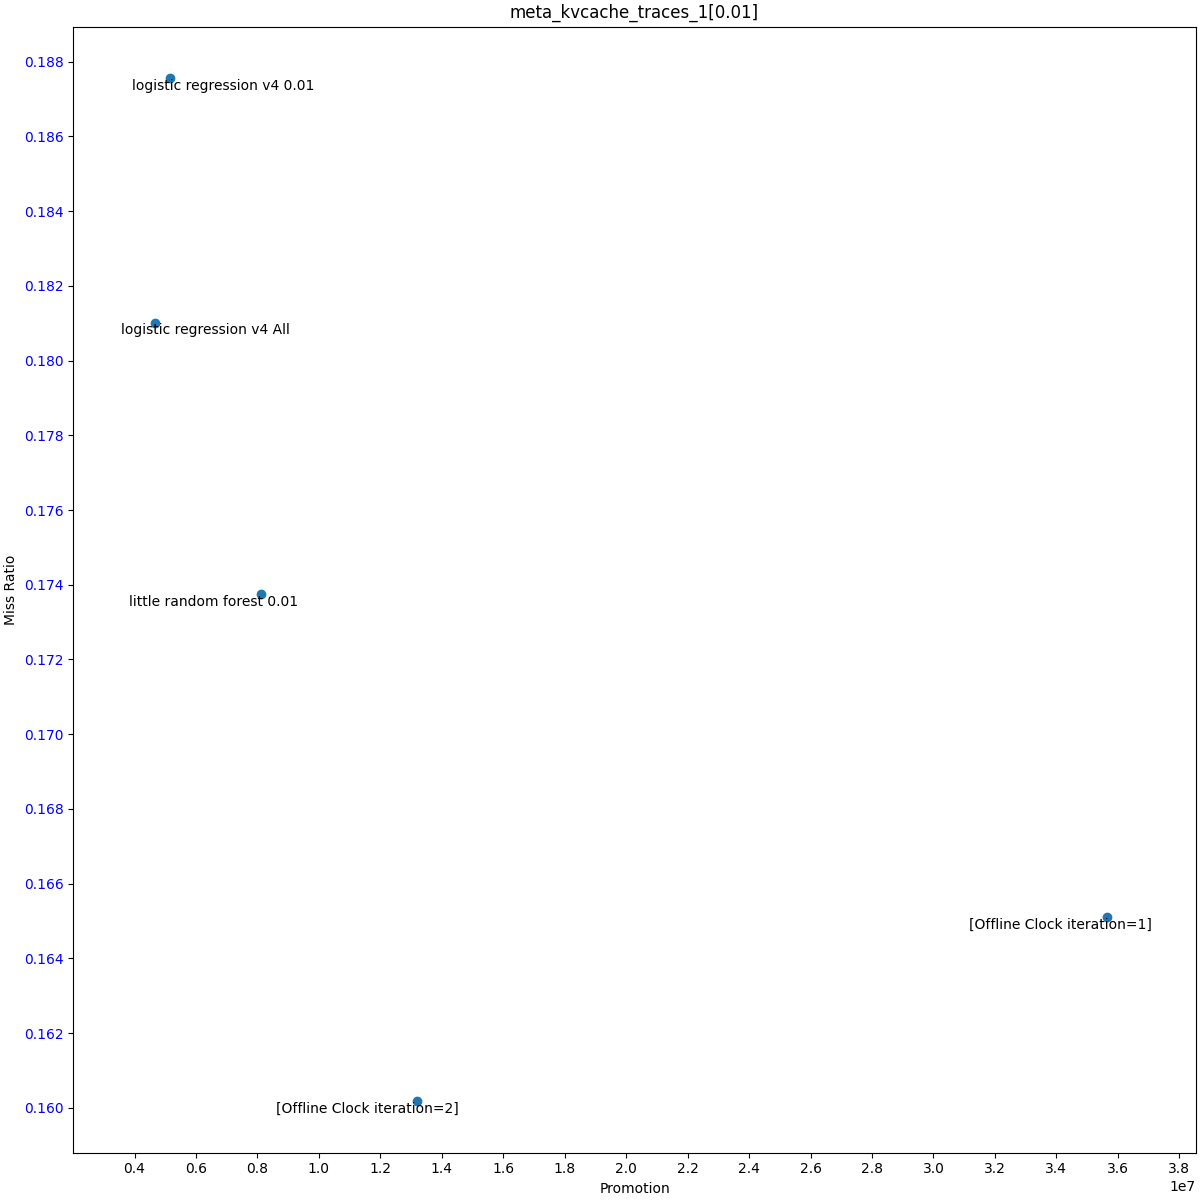 meta_kvcache_traces_1[0.01]
0.188
logistic regression v4 0.01
0.186
0.184
0.182
logistic regression v4 All
0.180
0.178
0.176
Miss Ratio
0.174
little random forest 0.01
0.172
0.170
0.168
0.166
[Offline Clock iteration=1]
0.164
0.162
0.160
[Offline Clock iteration=2]
0.4 0.6 0.8 1.0 1.2 1.4 1.6 1.8 2.0 2.2 2.4 2.6 2.8 3.0 3.2 3.4 3.6 3.8
1e7
Promotion